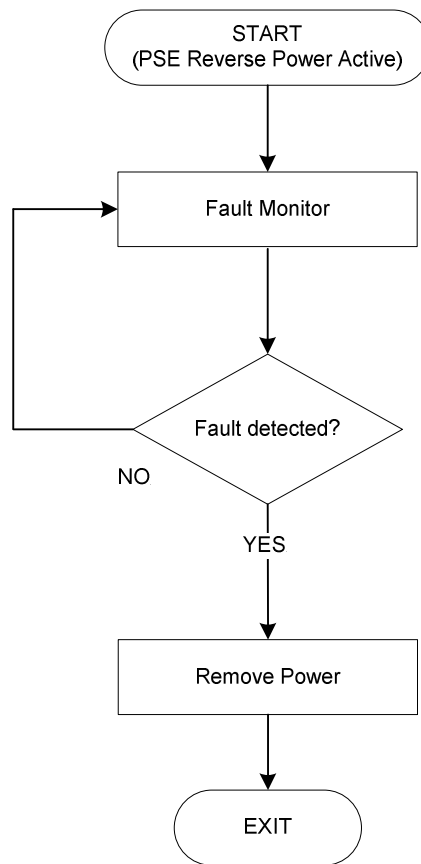 START
(PSE Reverse Power Active)
Fault Monitor
Fault detected?
NO
YES
Remove Power
EXIT